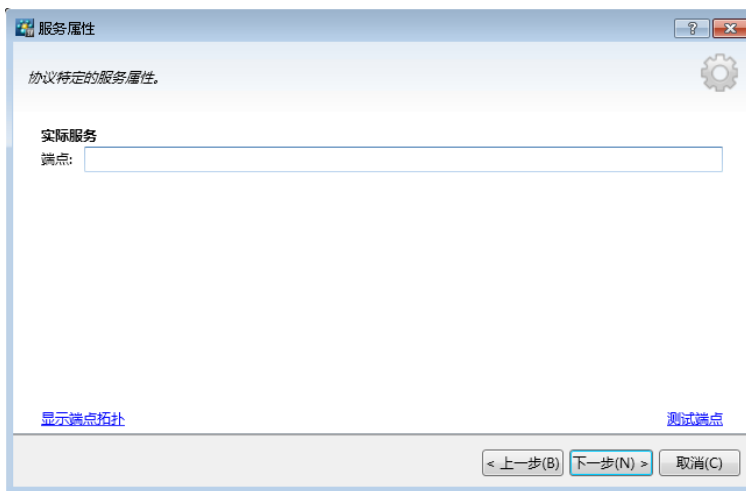 服务属性
协议特定的服务属性。
实际服务
端点:
显示端点拓扑
测试端点
< 上一步(B) 下一步(N) > 取消(C)